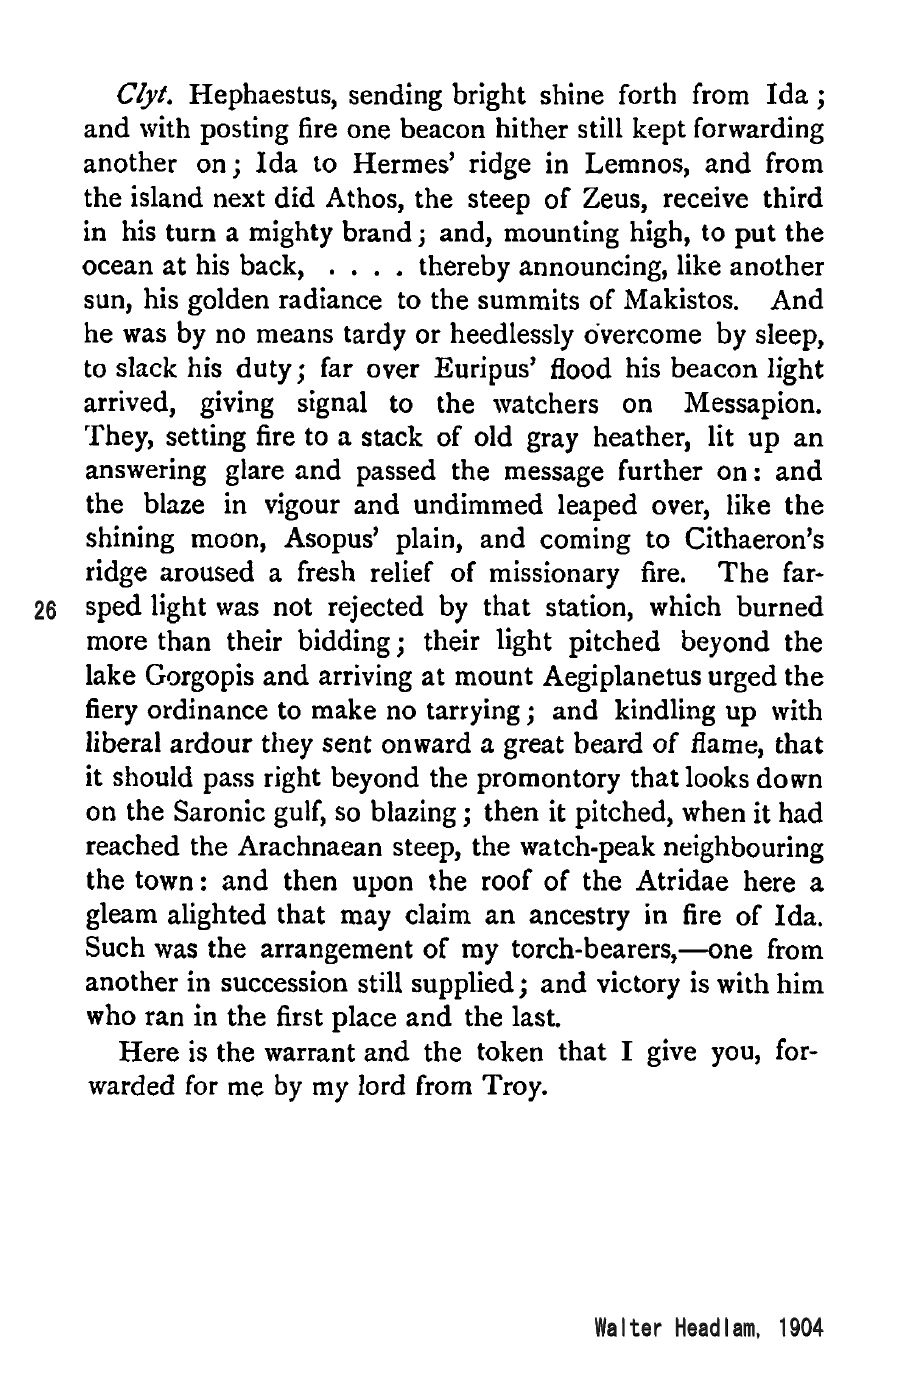 Clyt. Hephaestus, sending bright shine forth from Ida ;
and with posting fire one beacon hither still kept forwarding
another on ; Ida to Hermes’ ridge in Lemnos, and from
the island next did Athos, the steep of Zeus, receive third
in his turn a mighty brand ; and, mounting high, to put the
ocean at his back, . . . . thereby announcing, like another
sun, his golden radiance to the summits of Makistos. And
he was by no means tardy or heedlessly overcome by sleep,
to slack his duty ; far over Euripus’ flood his beacon light
arrived, giving signal to the watchers on Messapion.
They, setting fire to a stack of old gray heather, lit up an
answering glare and passed the message further on : and
the blaze in vigour and undimmed leaped over, like the
shining moon, Asopus’ plain, and coming to Cithaeron’s
ridge aroused a fresh relief of missionary fire. The far-
26 sped light was not rejected by that station, which burned
more than their bidding ; their light pitched beyond the
lake Gorgopis and arriving at mount Aegiplanetus urged the
fiery ordinance to make no tarrying ; and kindling up with
liberal ardour they sent onward a great beard of flame, that
it should pass right beyond the promontory that looks down
on the Saronic gulf, so blazing ; then it pitched, when it had
reached the Arachnaean steep, the watch-peak neighbouring
the town : and then upon the roof of the Atridae here a
gleam alighted that may claim an ancestry in fire of Ida.
Such was the arrangement of my torch-bearers,—one from
another in succession still supplied ; and victory is with him
who ran in the first place and the last.
Here is the warrant and the token that I give you, for-
warded for me by my lord from Troy.
Walter Headlam, 1904